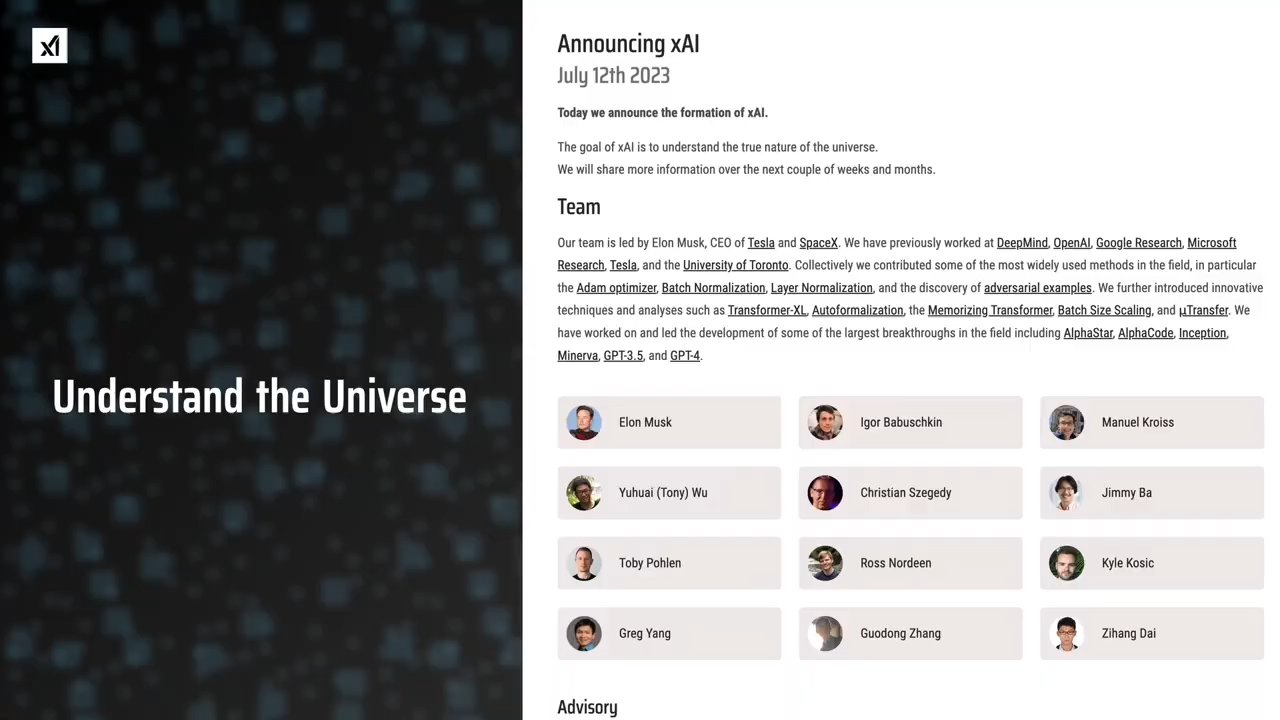 xI
Understand the Universe
Announcing xAI
July 12th 2023
Today we announce the formation of xAI.
The goal of xAI is to understand the true nature of the universe.
We will share more information over the next couple of weeks and months.
Team
Our team is led by Elon Musk, CEO of Tesla and SpaceX. We have previously worked at DeepMind, OpenAI, Google Research, Microsoft
Research, Tesla, and the University of Toronto. Collectively we contributed some of the most widely used methods in the field, in particular
the Adam optimizer, Batch Normalization, Layer Normalization, and the discovery of adversarial examples. We further introduced innovative
techniques and analyses such as Transformer-XL, Autoformalization, the Memorizing Transformer, Batch Size Scaling, and μTransfer. We
have worked on and led the development of some of the largest breakthroughs in the field including AlphaStar, AlphaCode, Inception,
Minerva, GPT-3.5, and GPT-4.
Elon Musk
Igor Babuschkin
Manuel Kroiss
Yuhuai (Tony) Wu
Christian Szegedy
Jimmy Ba
Toby Pohlen
Ross Nordeen
Kyle Kosic
Greg Yang
Guodong Zhang
Zihang Dai
Advisory